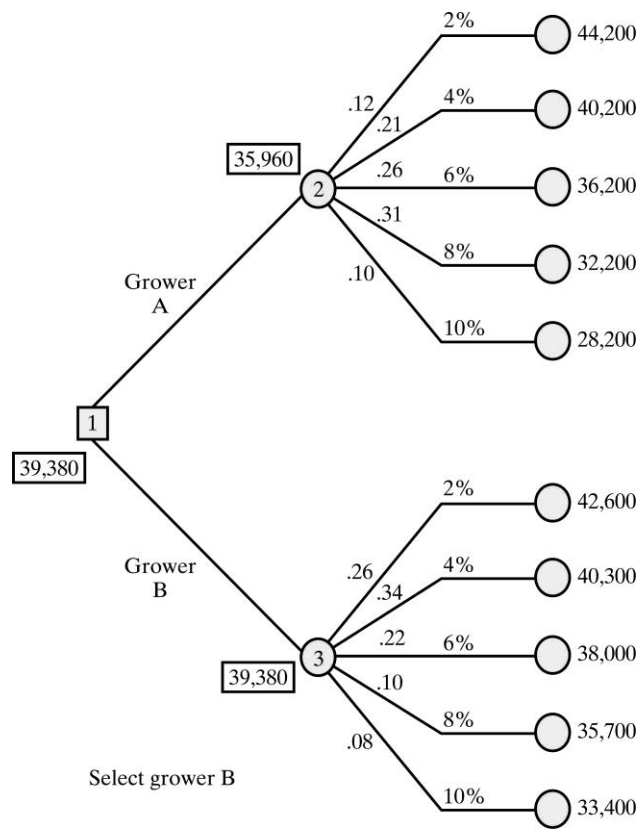 2% 44,200
.12 4% 40,200
.21
35,960 .26 6% 36,200
2
.31
8% 32,200
.10
Grower
A
10% 28,200
1
39,380
2% 42,600
Grower
B
.26 4% 40,300
.34
.22 6% 38,000
3
39,380 .10
8% 35,700
.08
Select grower B 10% 33,400